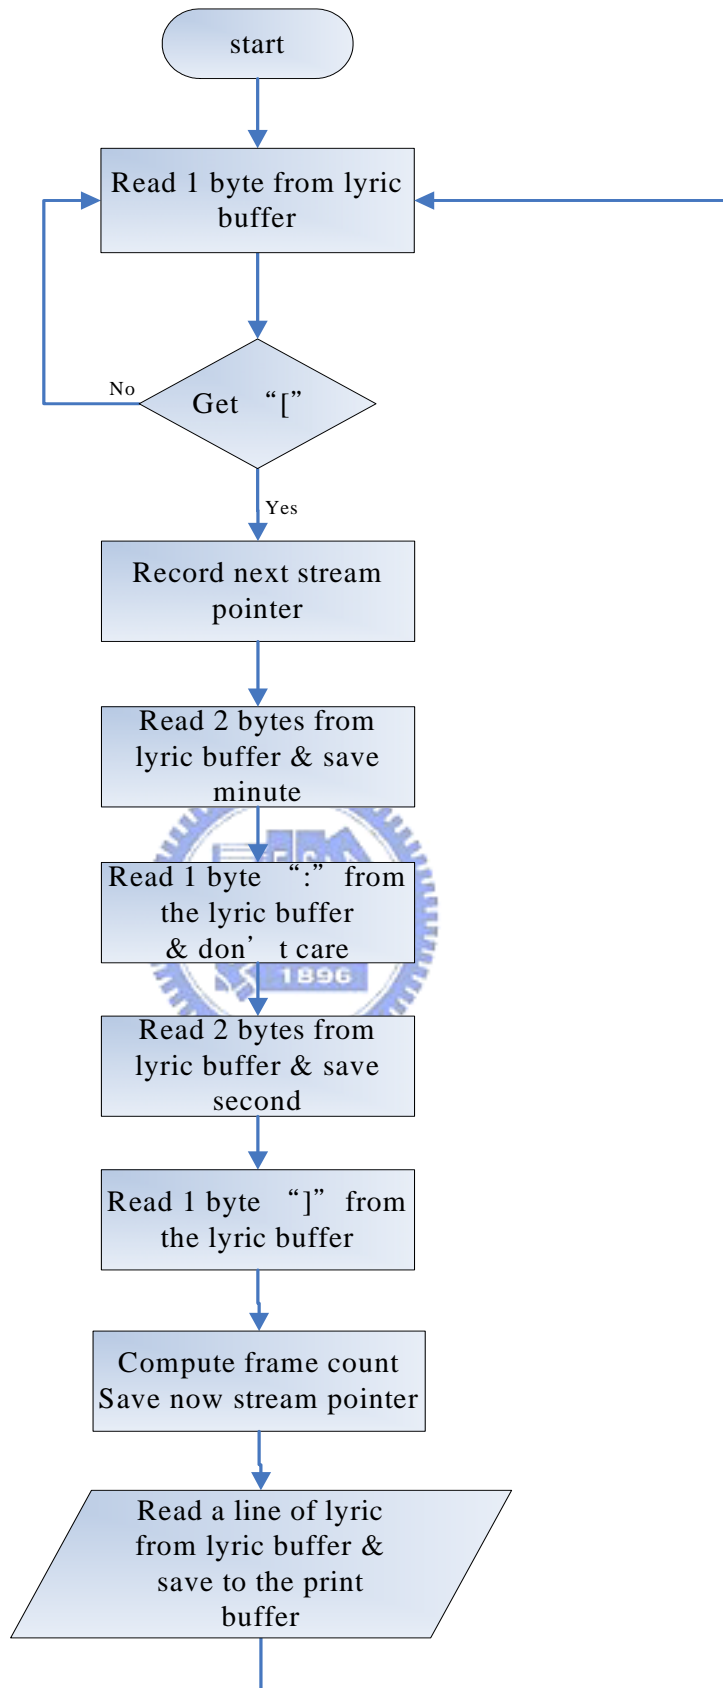 start
Read 1 byte from lyric
buffer
Get “[”
No
Yes
Record next stream
pointer
Read 2 bytes from
lyric buffer & save
minute
Read 1 byte “:” from
the lyric buffer
& don’t care
1896
Read 2 bytes from
lyric buffer & save
second
Read 1 byte “]” from
the lyric buffer
Compute frame count
Save now stream pointer
Read a line of lyric
from lyric buffer &
save to the print
buffer